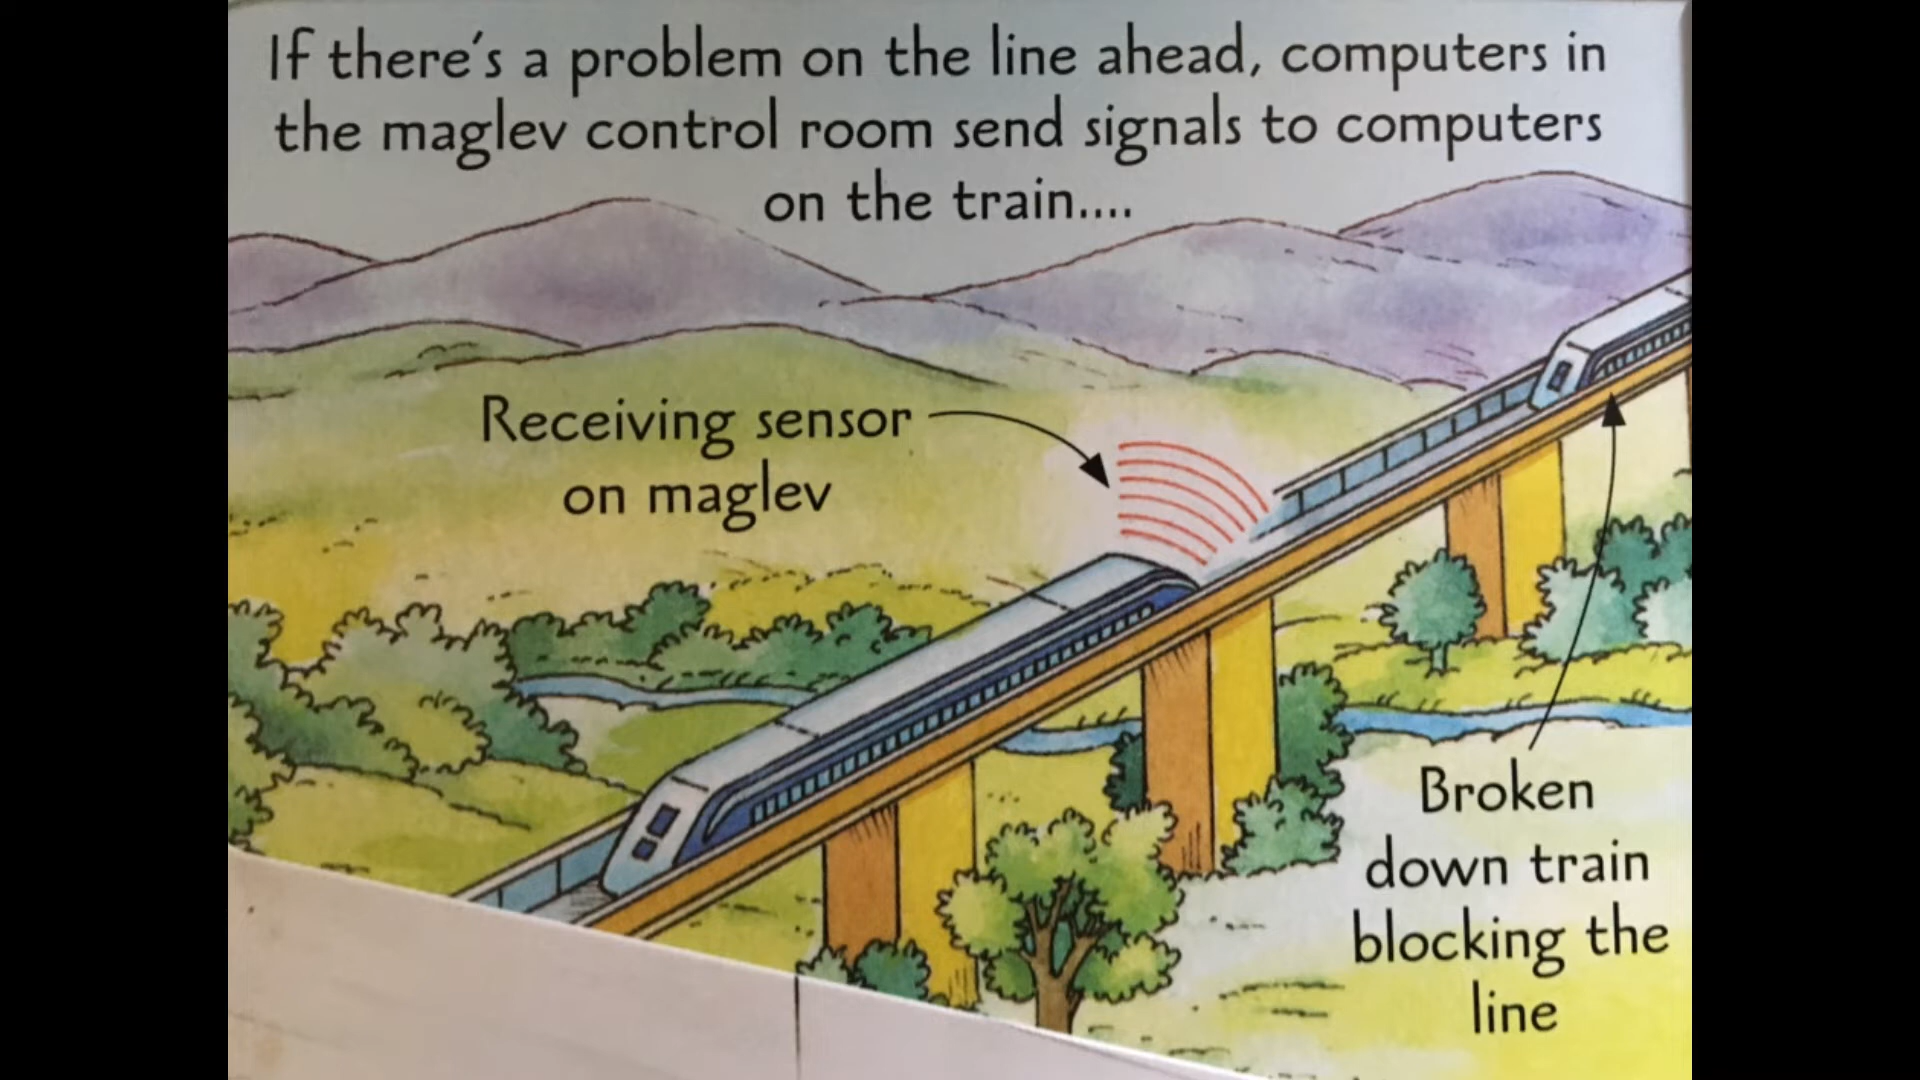 If there's a problem on the line ahead, computers in
the maglev control room send signals to computers
on the train....
Receiving sensor
on maglev
Broken
down train
blocking the
line